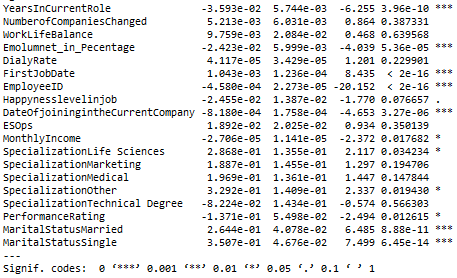 YearsInCurrentRole -3.593e-02 5.744e-03 -6.255 3.96e-10 ***
NumberofCompaniesChanged 5.213e-03 6.031e-03 0.864 0.387331
WorkLifeBalance 9.759e-03 2.084e-02 0.468 0.639568
Emolumnet_in_Pecentage -2.423e-02 5.999e-03 -4.039 5.36e-05 ***
DialyRate 4.117e-05 3.429e-05 1.201 0.229901
FirstJobDate 1.043e-03 1.236e-04 8.435 < 2e-16 ***
EmployeeID -4.580e-04 2.273e-05 -20.152 < 2e-16 ***
Happynesslevelinjob -2.455e-02 1.387e-02 -1.770 0.076657 .
DateOfjoiningintheCurrentCompany -8.180e-04 1.758e-04 -4.653 3.27e-06 ***
ESOps 1.892e-02 2.025e-02 0.934 0.350139
MonthlyIncome -2.706e-05 1.141e-05 -2.372 0.017682 *
SpecializationLife Sciences 2.868e-01 1.355e-01 2.117 0.034234 *
SpecializationMarketing 1.887e-01 1.455e-01 1.297 0.194706
SpecializationMedical 1.969e-01 1.361e-01 1.447 0.147844
SpecializationOther 3.292e-01 1.409e-01 2.337 0.019430 *
SpecializationTechnical Degree -8.224e-02 1.434e-01 -0.574 0.566303
PerformanceRating -1.371e-01 5.498e-02 -2.494 0.012615 *
MaritalStatusMarried 2.644e-01 4.078e-02 6.485 8.88e-11 ***
MaritalStatusSingle 3.507e-01 4.676e-02 7.499 6.45e-14 ***
---
Signif. codes: 0 ‘***’ 0.001 ‘**’ 0.01 ‘*’ 0.05 ‘.’ 0.1 ‘ ’ 1